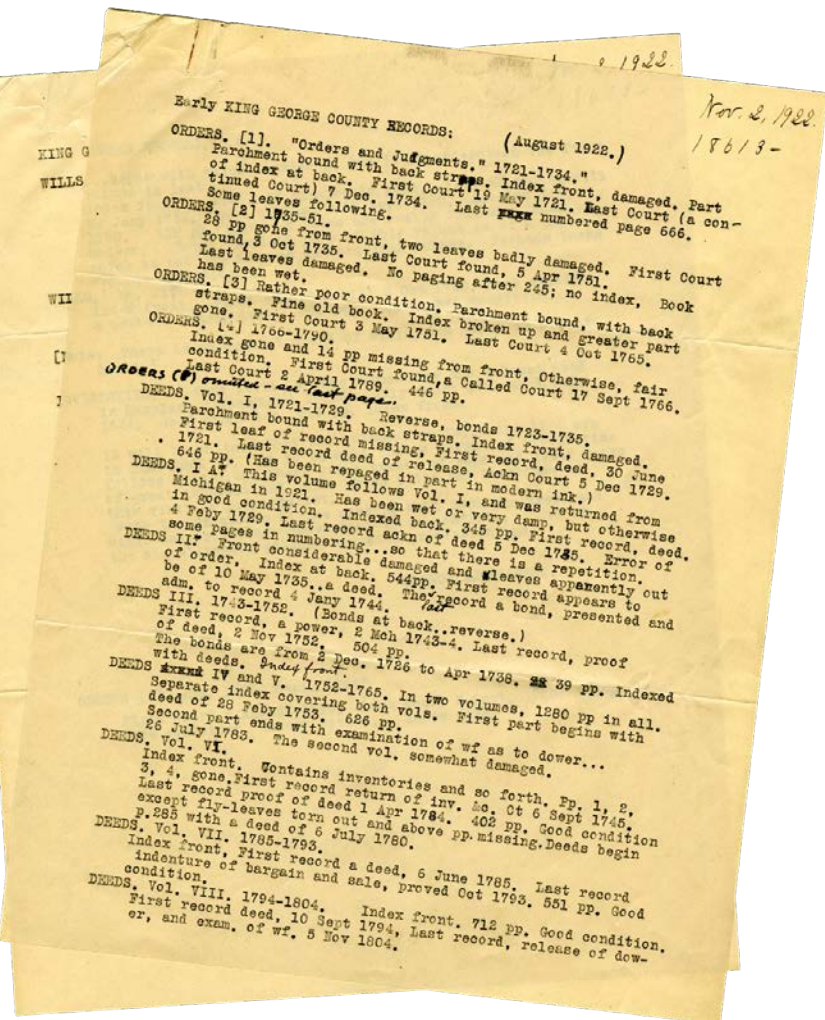 1922.
Nov. 2, 1922.
18613-
KING G
WILLS
WII
[1
Early KING GEORGE COUNTY RECORDS:
(August 1922.)
ORDERS. [1]. "Orders and Judgments." 1721-1734."
Parchment bound with back straps. Index front, damaged. Part
of index at back. First Court 19 May 1721. Last Court (a con-
tinued Court) 7 Dec. 1734. Last xxxx numbered page 666.
Some leaves following.
ORDERS. [2] 1735-51.
28 pp gone from front, two leaves badly damaged. First Court
found, 3 Oct 1735. Last Court found, 5 Apr 1751.
Last leaves damaged. No paging after 245; no index, Book
has been wet.
ORDERS. [3] Rather poor condition. Parchment bound, with back
straps. Fine old book. Index broken up and greater part
gone. First Court 3 May 1751. Last Court 4 Oct 1765.
ORDERS. [4] 1766-1790.
Index gone and 14 pp missing from front, Otherwise, fair
condition. First Court found, a Called Court 17 Sept 1766.
Last Court 2 April 1789. 446 pp.
ORDERS omitted - see last page.
DEEDS. Vol. I, 1721-1729. Reverse, bonds 1723-1735.
Parchment bound with back straps. Index front, damaged.
First leaf of record missing, First record, deed, 30 June
1721. Last record deed of release, Ackn Court 5 Dec 1729.
646 pp. (Has been repaged in part in modern ink.)
DEEDS. I A. This volume follows Vol. I, and was returned from
Michigan in 1921. Has been wet or very damp, but otherwise
in good condition. Indexed back. 345 pp. First record, deed.
4 Feby 1729. Last record ackn of deed 5 Dec 1735. Error of
some pages in numbering...so that there is a repetition.
DEEDS II. Front considerable damaged and leaves apparently out
of order. Index at back. 544pp. First record appears to
be of 10 May 1735..a deed. The last record a bond, presented and
adm. to record 4 Jany 1744.
DEEDS III. 1743-1752. (Bonds at back..reverse.)
First record, a power, 2 Mch 1743-4. Last record, proof
of deed, 2 Nov 1752. 504 pp.
The bonds are from 2 Dec. 1726 to Apr 1738. 39 pp. Indexed
with deeds. Index front.
DEEDS xxxxx IV and V. 1752-1765. In two volumes, 1280 pp in all.
Separate index covering both vols. First part begins with
deed of 28 Feby 1753. 626 pp.
Second part ends with examination of wf as to dower...
26 July 1783. The second vol. somewhat damaged.
DEEDS. Vol. VI.
Index front. Contains inventories and so forth. Pp. 1, 2,
3, 4, gone. First record return of inv. &c. Ct 6 Sept 1745.
Last record proof of deed 1 Apr 1784. 402 pp. Good condition
except fly-leaves torn out and above pp. missing. Deeds begin
p.285 with a deed of 6 July 1780.
DEEDS. Vol. VII. 1785-1793.
Index front, First record a deed, 6 June 1785. Last record
indenture of bargain and sale, proved Oct 1793. 551 pp. Good
condition.
DEEDS. Vol. VIII. 1794-1804. Index front. 712 pp. Good condition.
First record deed, 10 Sept 1794, Last record, release of dow-
er, and exam. of wf. 5 Nov 1804.